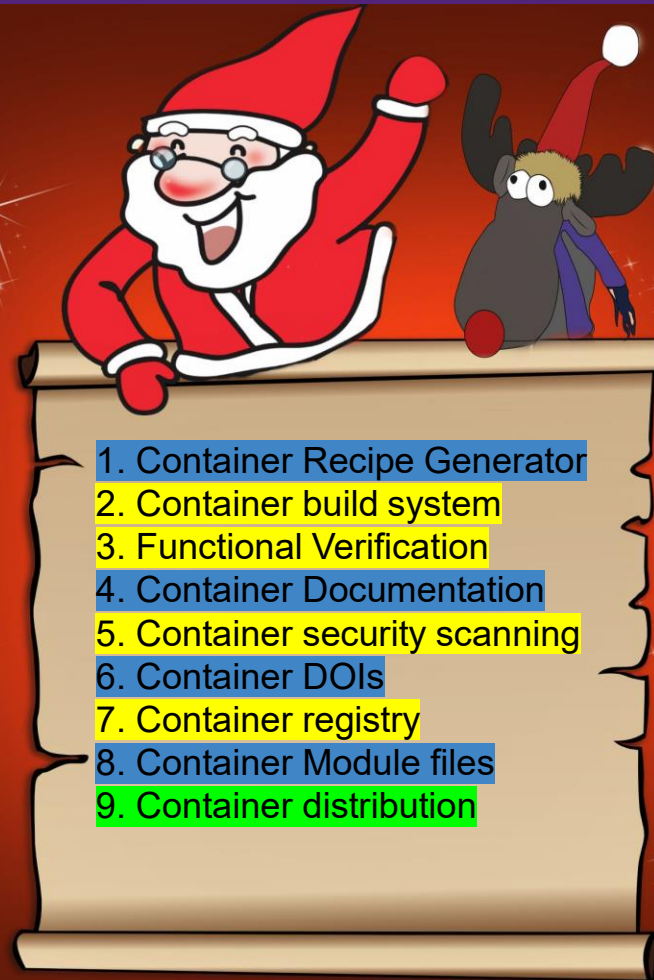 1. Container Recipe Generator
2. Container build system
3. Functional Verification
4. Container Documentation
5. Container security scanning
6. Container DOIs
7. Container registry
8. Container Module files
9. Container distribution